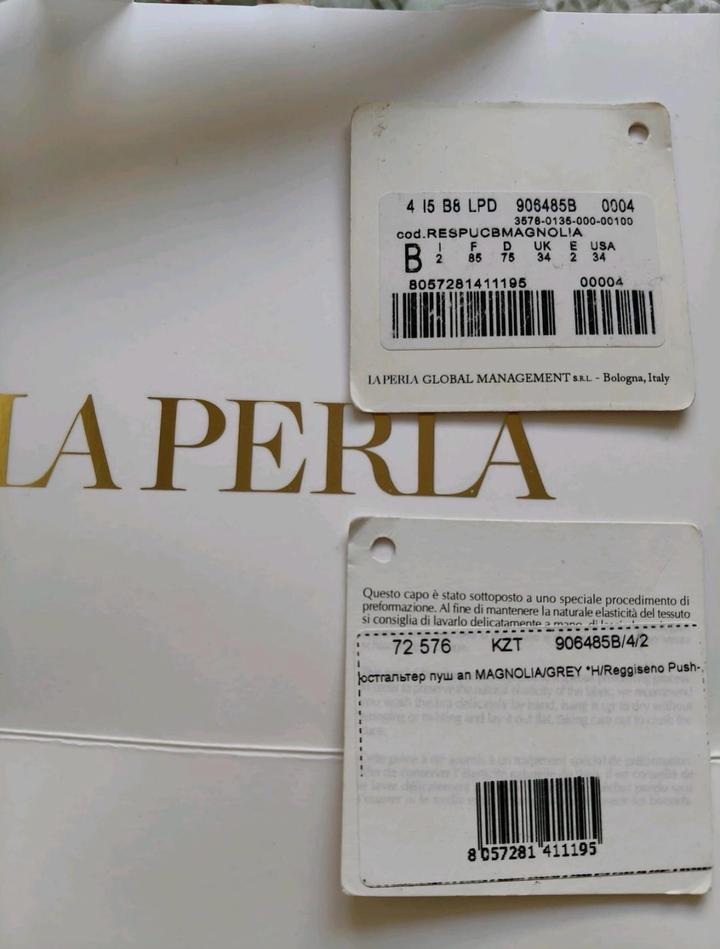 4 I5 B8 LPD 906485B 0004
3578-0135-000-00100
cod.RESPUCBMAGNOLIA
I F D UK E USA
B 2 85 75 34 2 34
8057281411195 00004
LA PERLA GLOBAL MANAGEMENT S.R.L. - Bologna, Italy
LA PERLA
Questo capo è stato sottoposto a uno speciale procedimento di
preformazione. Al fine di mantenere la naturale elasticità del tessuto
si consiglia di lavarlo delicatamente a mano, di
72 576 KZT 906485B/4/2
юстгальтер пуш ап MAGNOLIA/GREY *H/Reggiseno Push-
8 057281 411195